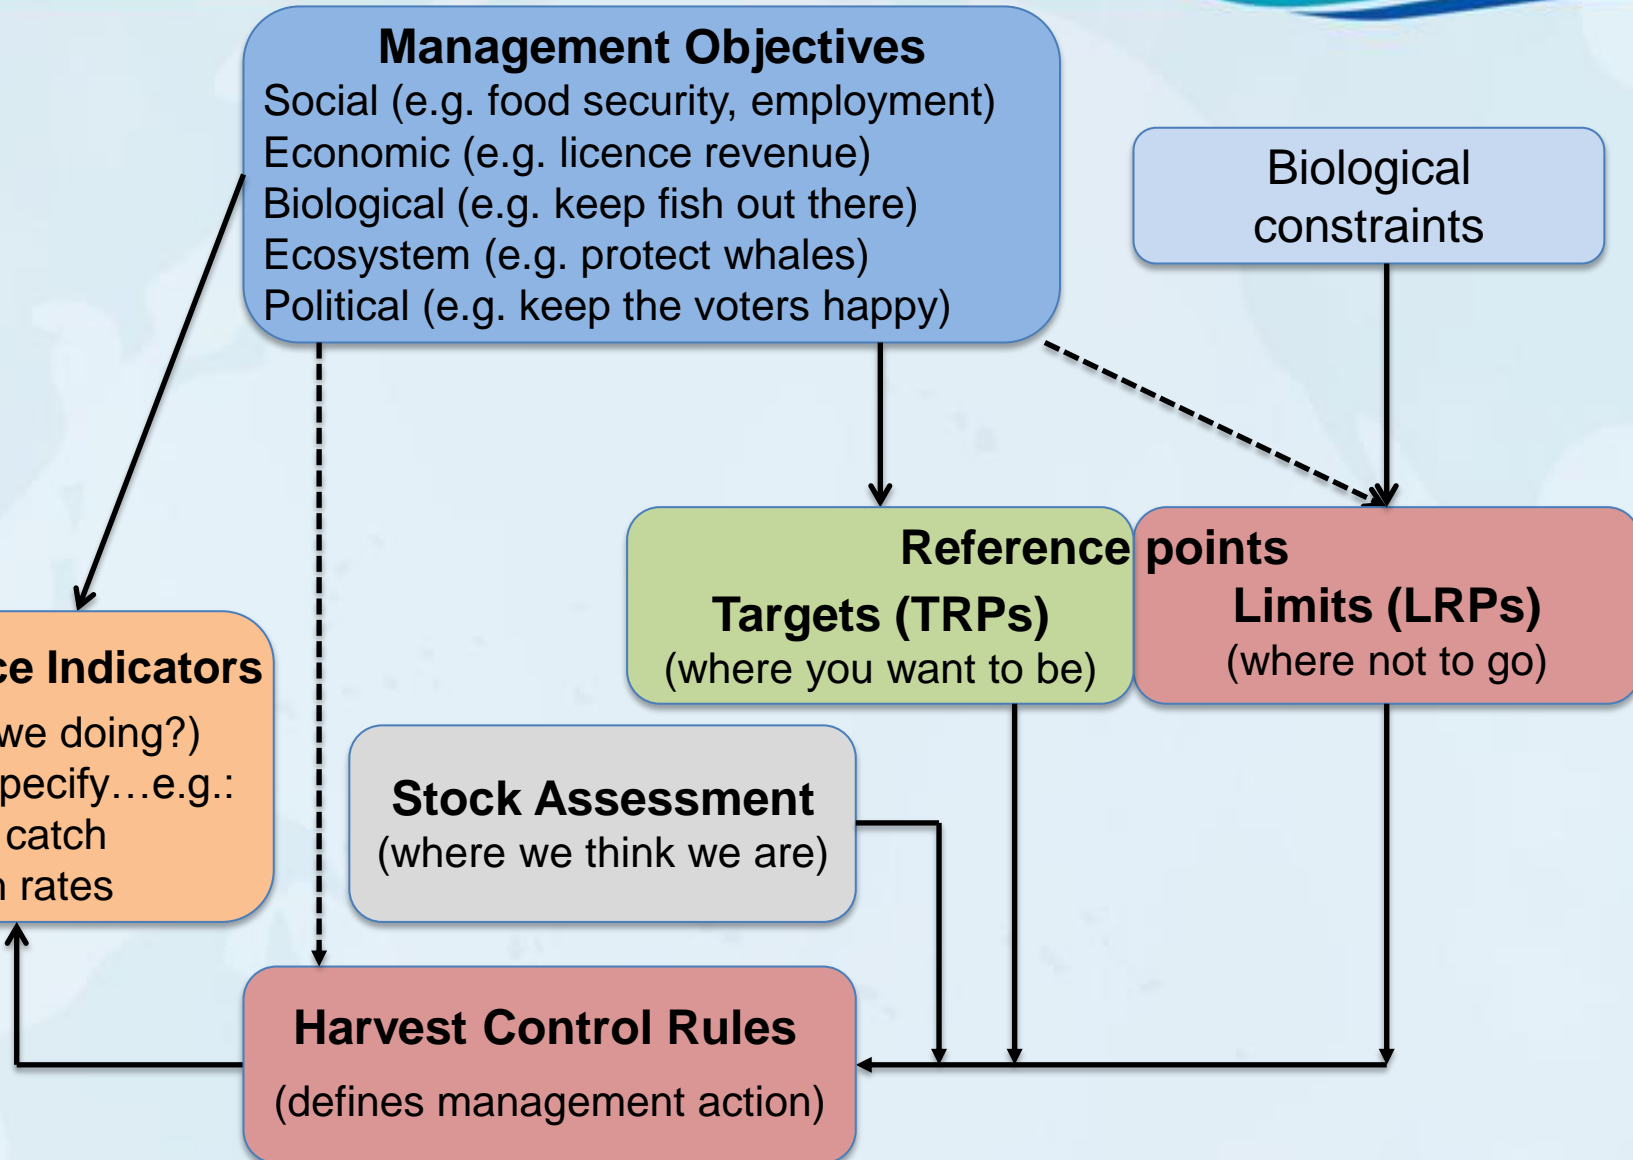 Management Objectives
Social (e.g. food security, employment)
Economic (e.g. licence revenue)
Biological (e.g. keep fish out there)
Ecosystem (e.g. protect whales)
Political (e.g. keep the voters happy)
Biological
constraints
Reference points
Targets (TRPs)
(where you want to be)
Limits (LRPs)
(where not to go)
Indicators
we doing?)
pecify…e.g.:
catch
rates
Stock Assessment
(where we think we are)
Harvest Control Rules
(defines management action)